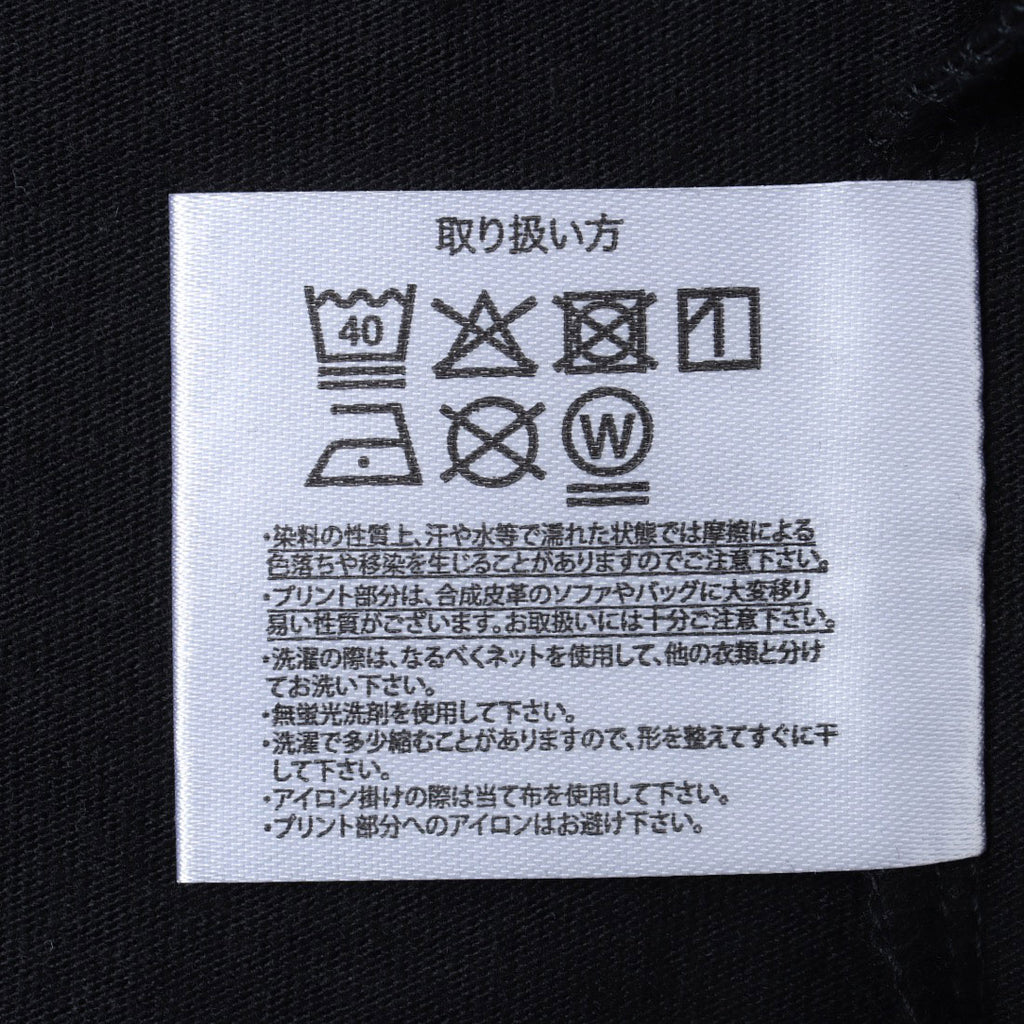 取り扱い方
40
W
・染料の性質上、汗や水等で濡れた状態では摩擦による
色落ちや移染を生じることがありますのでご注意下さい。
・プリント部分は、合成皮革のソファやバッグに大変移り
易い性質がございます。お取扱いには十分ご注意下さい。
・洗濯の際は、なるべくネットを使用して、他の衣類と分け
てお洗い下さい。
・無蛍光洗剤を使用して下さい。
・洗濯で多少縮むことがありますので、形を整えてすぐに干
して下さい。
・アイロン掛けの際は当て布を使用して下さい。
・プリント部分へのアイロンはお避け下さい。